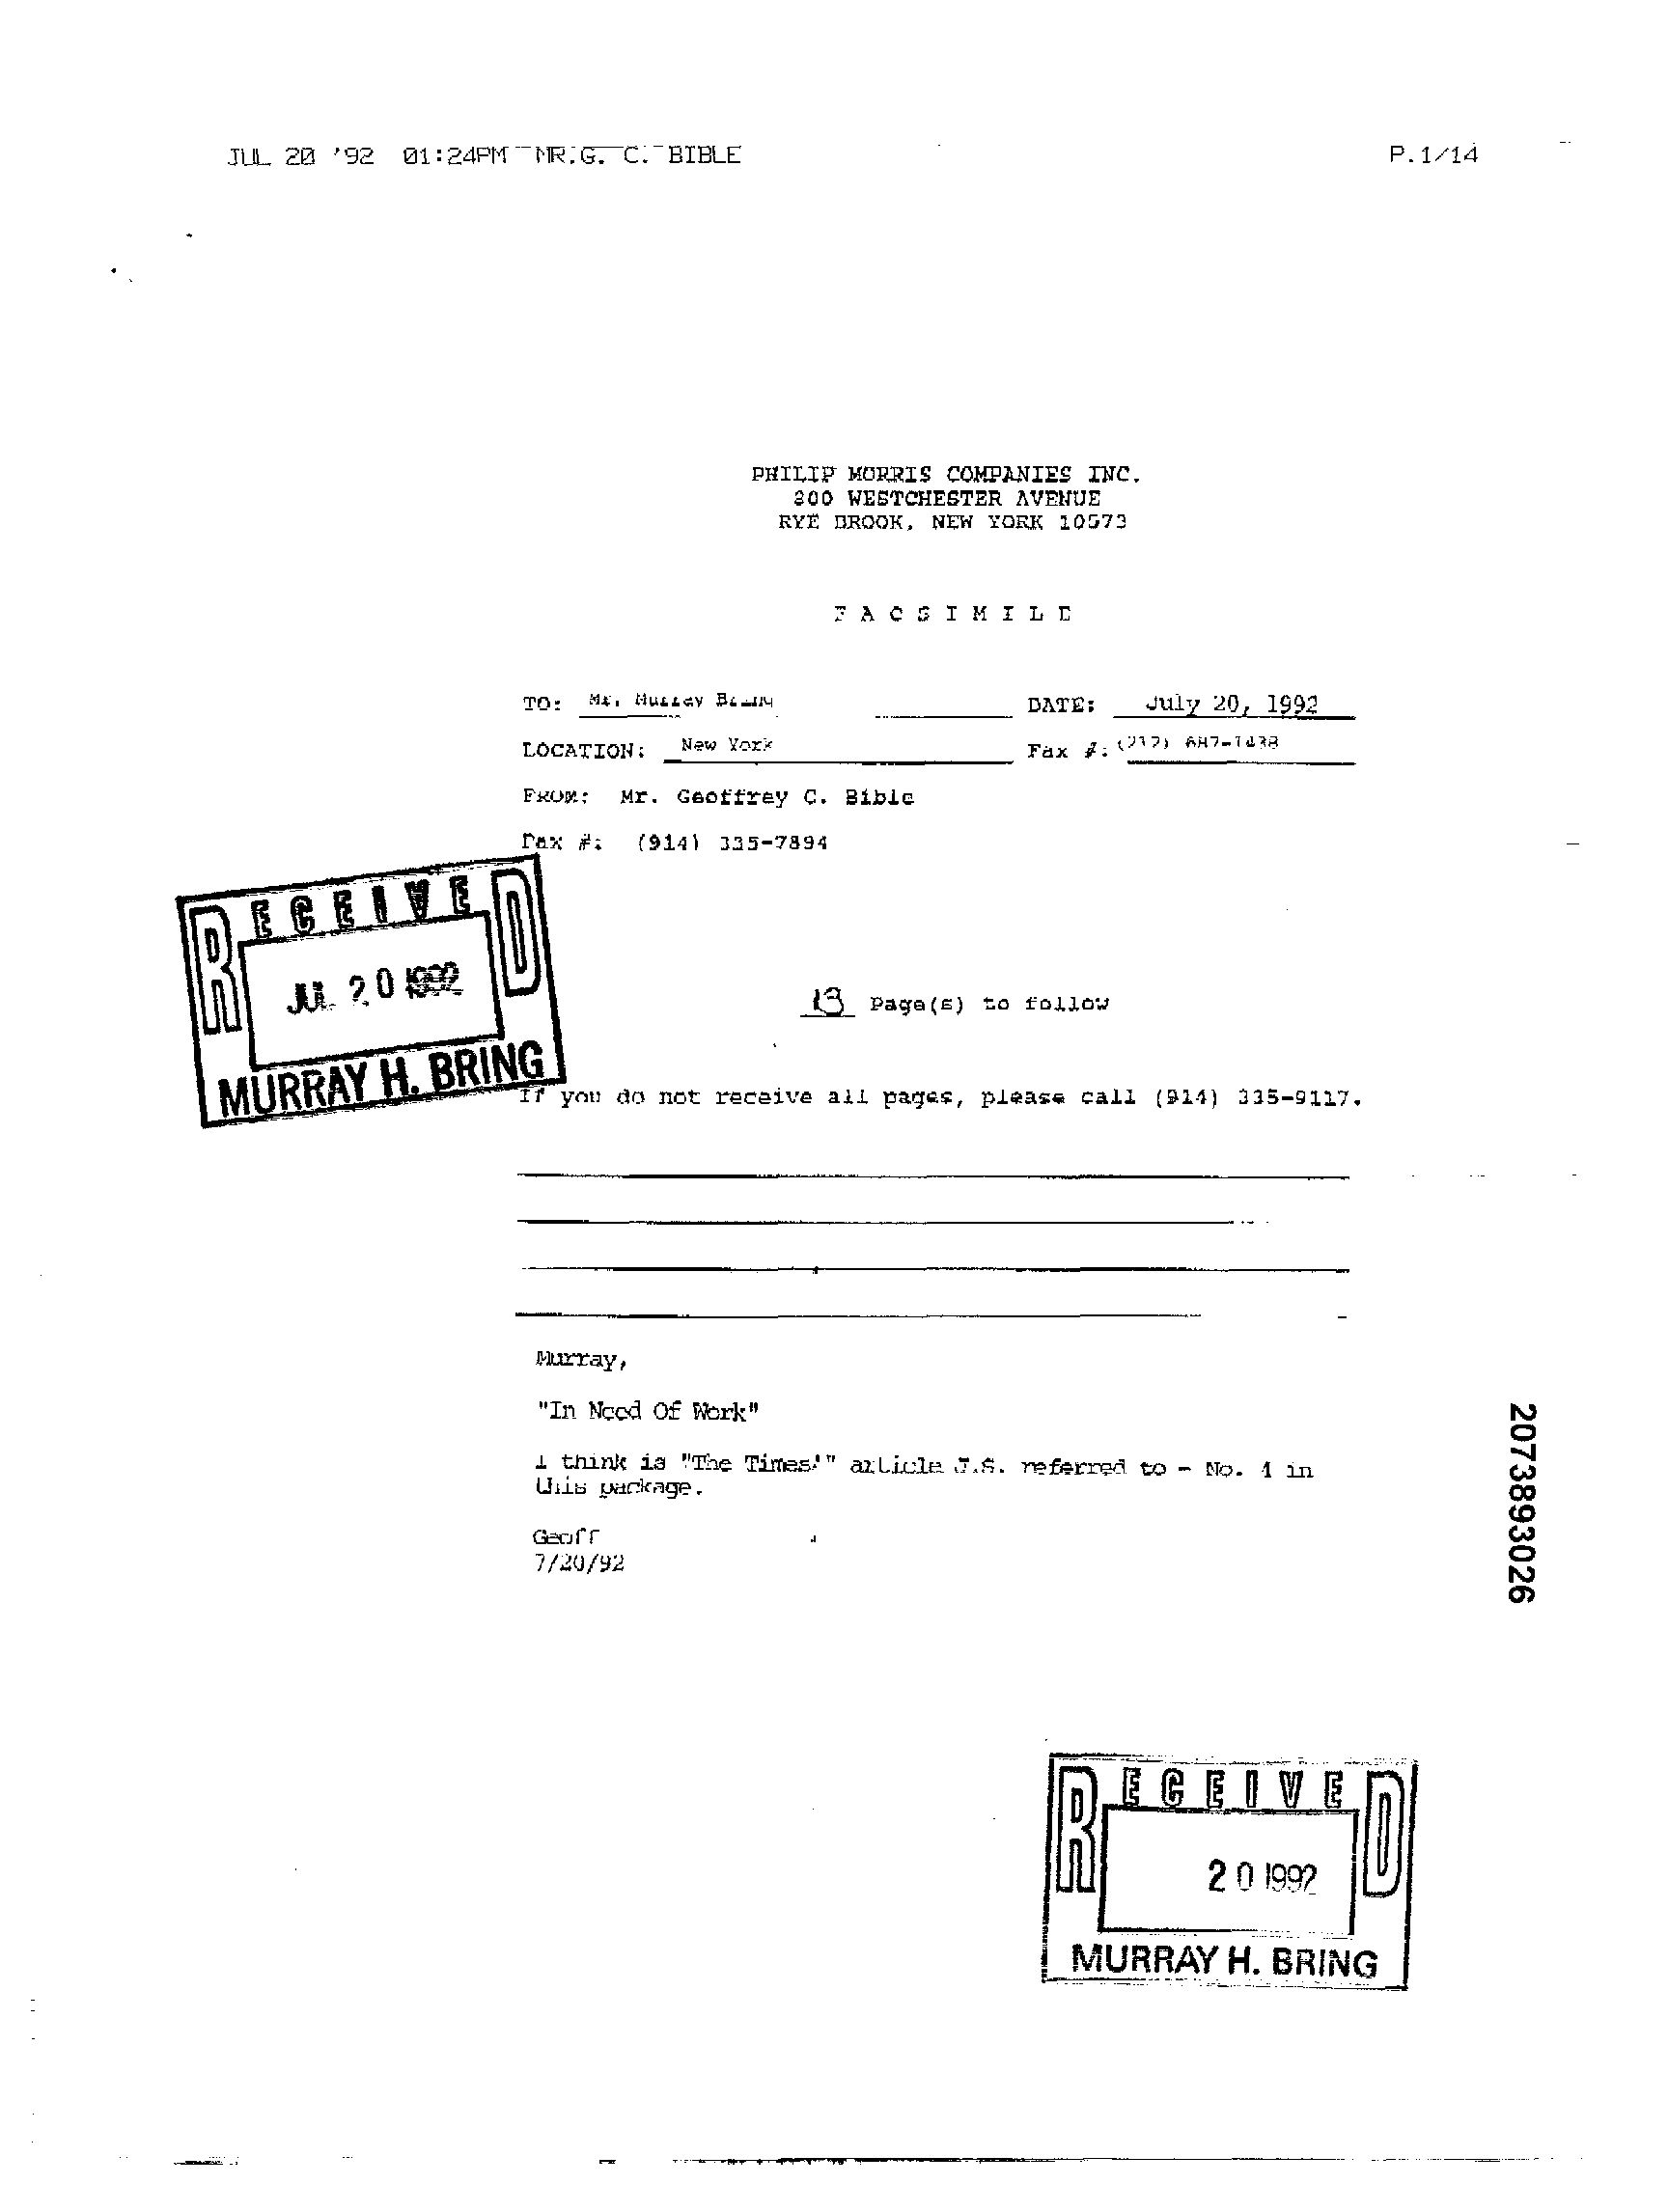 JUL 20 '92 01:24PM MR.G. C. BIBLE P.1/14
PHILIP MORRIS COMPANIES INC.
800 WESTCHESTER AVENUE
RYE BROOK, NEW YORK 10573
F A C S I M I L E
TO: Mr. Murray Bring DATE: July 20, 1992
LOCATION: New York Fax #: (212) 687-1438
FROM: Mr. Geoffrey C. Bible
Fax #: (914) 335-7894
RECEIVED
JUL 20 1992
MURRAY H. BRING
13 Page(s) to follow
If you do not receive all pages, please call (914) 335-9117.
Murray,
"In Need Of Work"
I think is "The Times'" article J.S. referred to - No. 1 in
this package.
Geoff
7/20/92
2073893026
RECEIVED
20 1992
MURRAY H. BRING